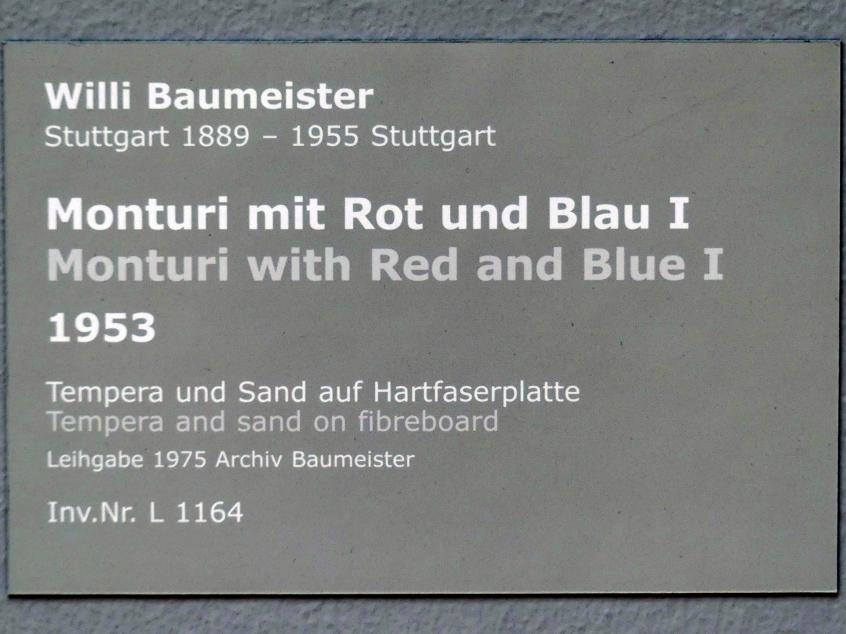 Willi Baumeister
Stuttgart 1889 – 1955 Stuttgart
Monturi mit Rot und Blau I
Monturi with Red and Blue I
1953
Tempera und Sand auf Hartfaserplatte
Tempera and sand on fibreboard
Leihgabe 1975 Archiv Baumeister
Inv.Nr. L 1164